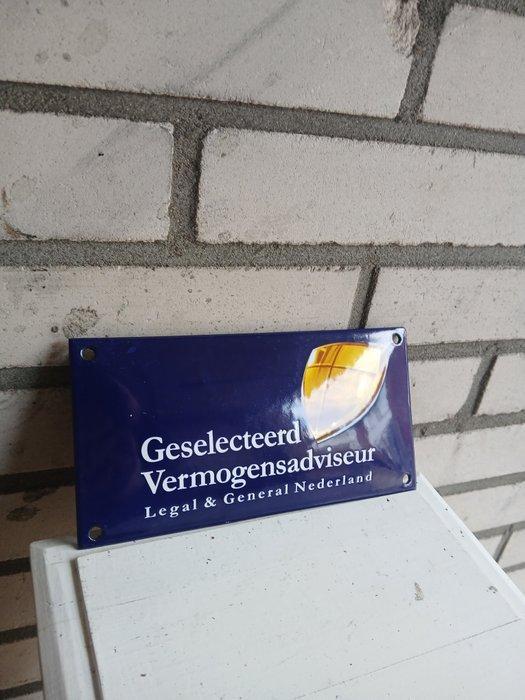 Geselecteerd
Vermogensadviseur
Legal & General Nederland